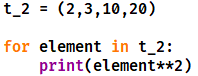 t_2 = (2,3,10,20)
for element in t_2:
    print(element**2)